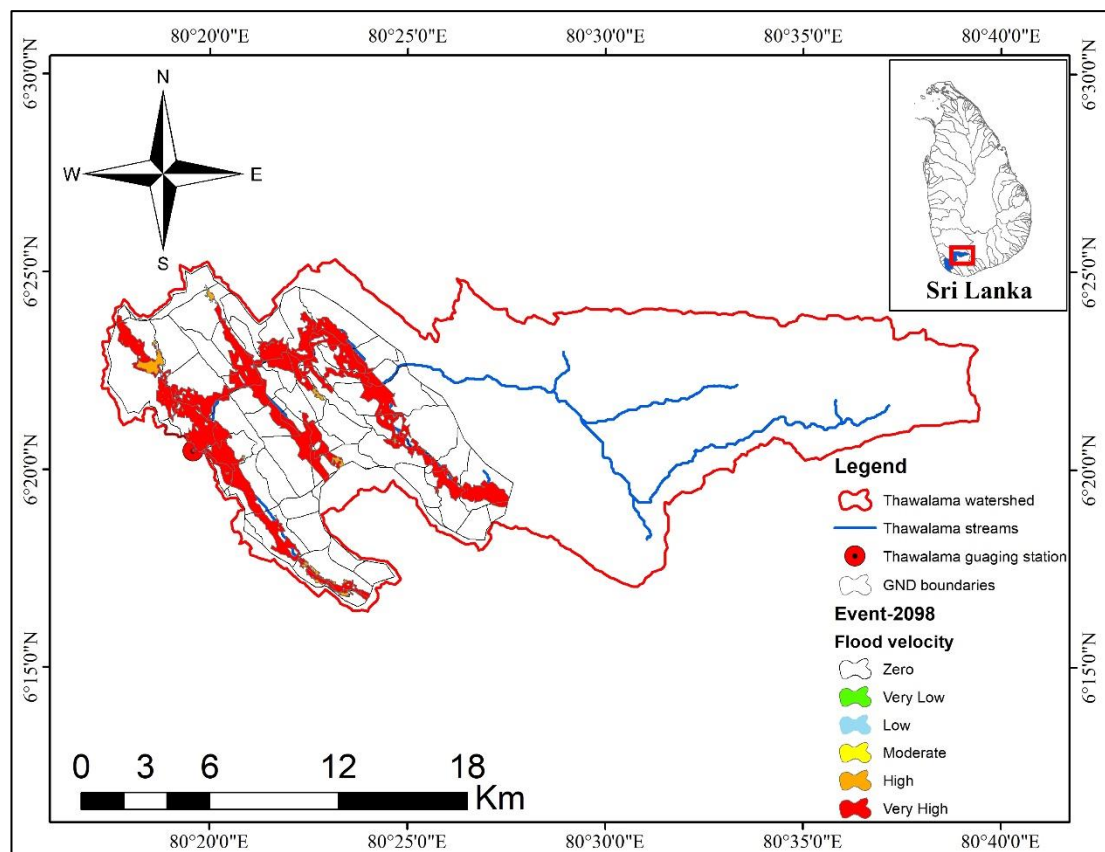 80°20'0"E 80°25'0"E 80°30'0"E 80°35'0"E 80°40'0"E
6°30'0"N
6°30'0"N
N
W E
S
Sri Lanka
6°25'0"N
6°25'0"N
6°20'0"N
6°20'0"N
6°15'0"N
6°15'0"N
Legend
Thawalama watershed
Thawalama streams
Thawalama guaging station
GND boundaries
Event-2098
Flood velocity
Zero
Very Low
Low
Moderate
High
Very High
0 3 6 12 18
Km
80°20'0"E 80°25'0"E 80°30'0"E 80°35'0"E 80°40'0"E